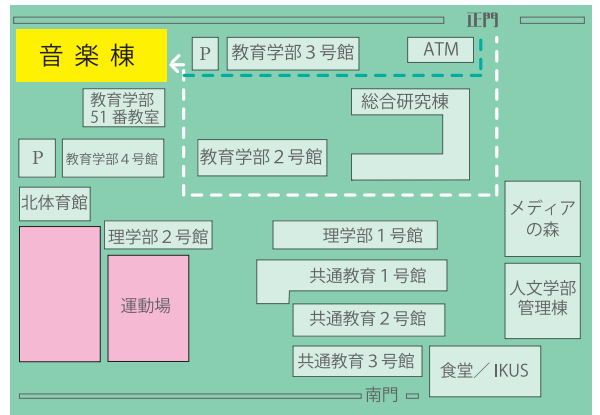 正門
音楽棟
P
教育学部３号館
ATM
教育学部
51番教室
総合研究棟
P
教育学部４号館
教育学部２号館
北体育館
メディア
の森
理学部２号館
理学部１号館
運動場
共通教育１号館
人文学部
管理棟
共通教育２号館
共通教育３号館
食堂／IKUS
南門